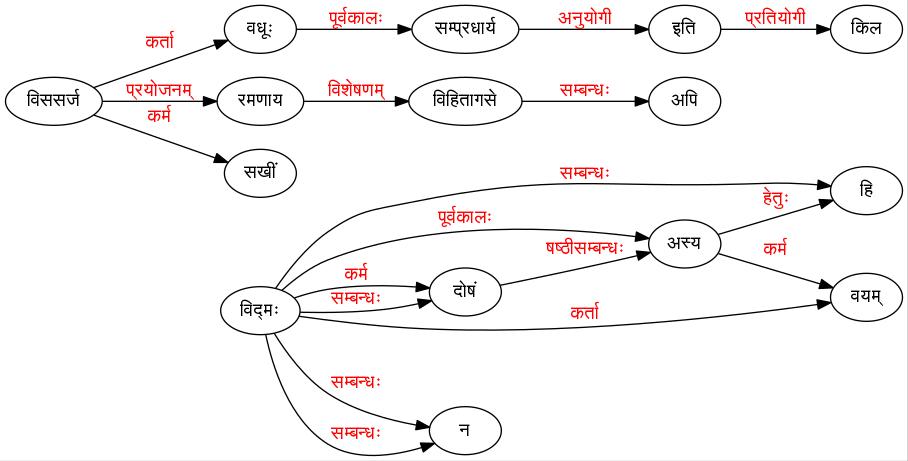 वधूः पूर्वकालः सम्प्रधार्य अनुयोगी इति प्रतियोगी किल
कर्ता
विससर्ज प्रयोजनम् रमणाय विशेषणम् विहितागसे सम्बन्धः अपि
कर्म
सखीं
सम्बन्धः
हि
हेतुः
पूर्वकालः
अस्य
षष्ठीसम्बन्धः
कर्म
कर्म
दोषं
सम्बन्धः
वयम्
विद्मः
कर्ता
सम्बन्धः
न
सम्बन्धः